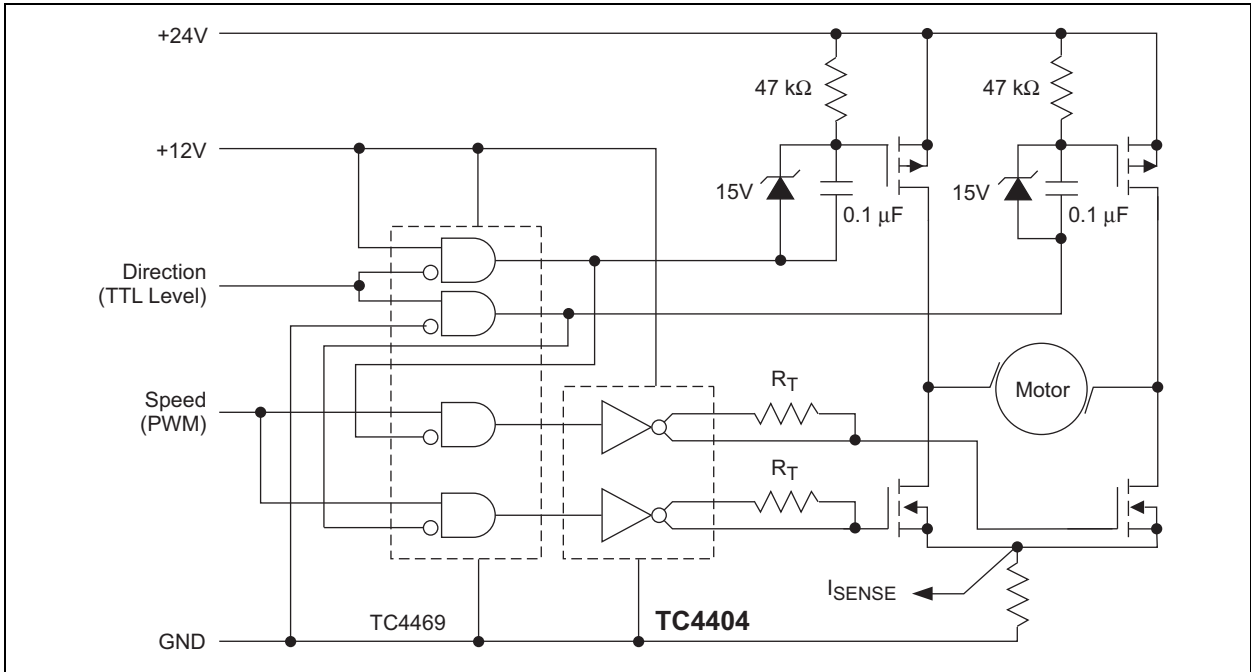 +24V
47 kΩ
47 kΩ
+12V
15V
0.1 μF
15V
0.1 μF
Direction
(TTL Level)
Speed
(PWM)
RT
Motor
RT
ISENSE
TC4469
TC4404
GND